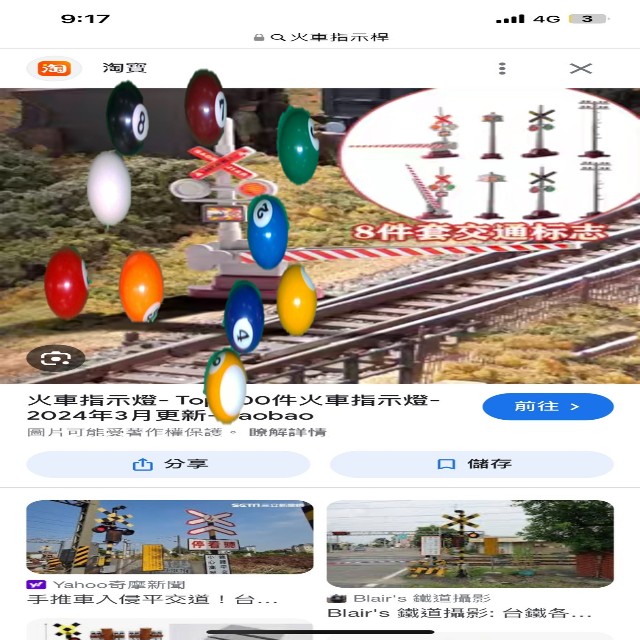 9:17
4G
3
火車指示桿
淘
淘寶
8
7
2
4
8件套交通标志
火車指示燈- To 00件火車指示燈-
2024年3月更新- aobao
圖片可能受著作權保護。 瞭解詳情
前往 >
分享
儲存
停看聽
Yahoo奇摩新聞
手推車入侵平交道！台...
Blair's 鐵道攝影
Blair's 鐵道攝影: 台鐵各...